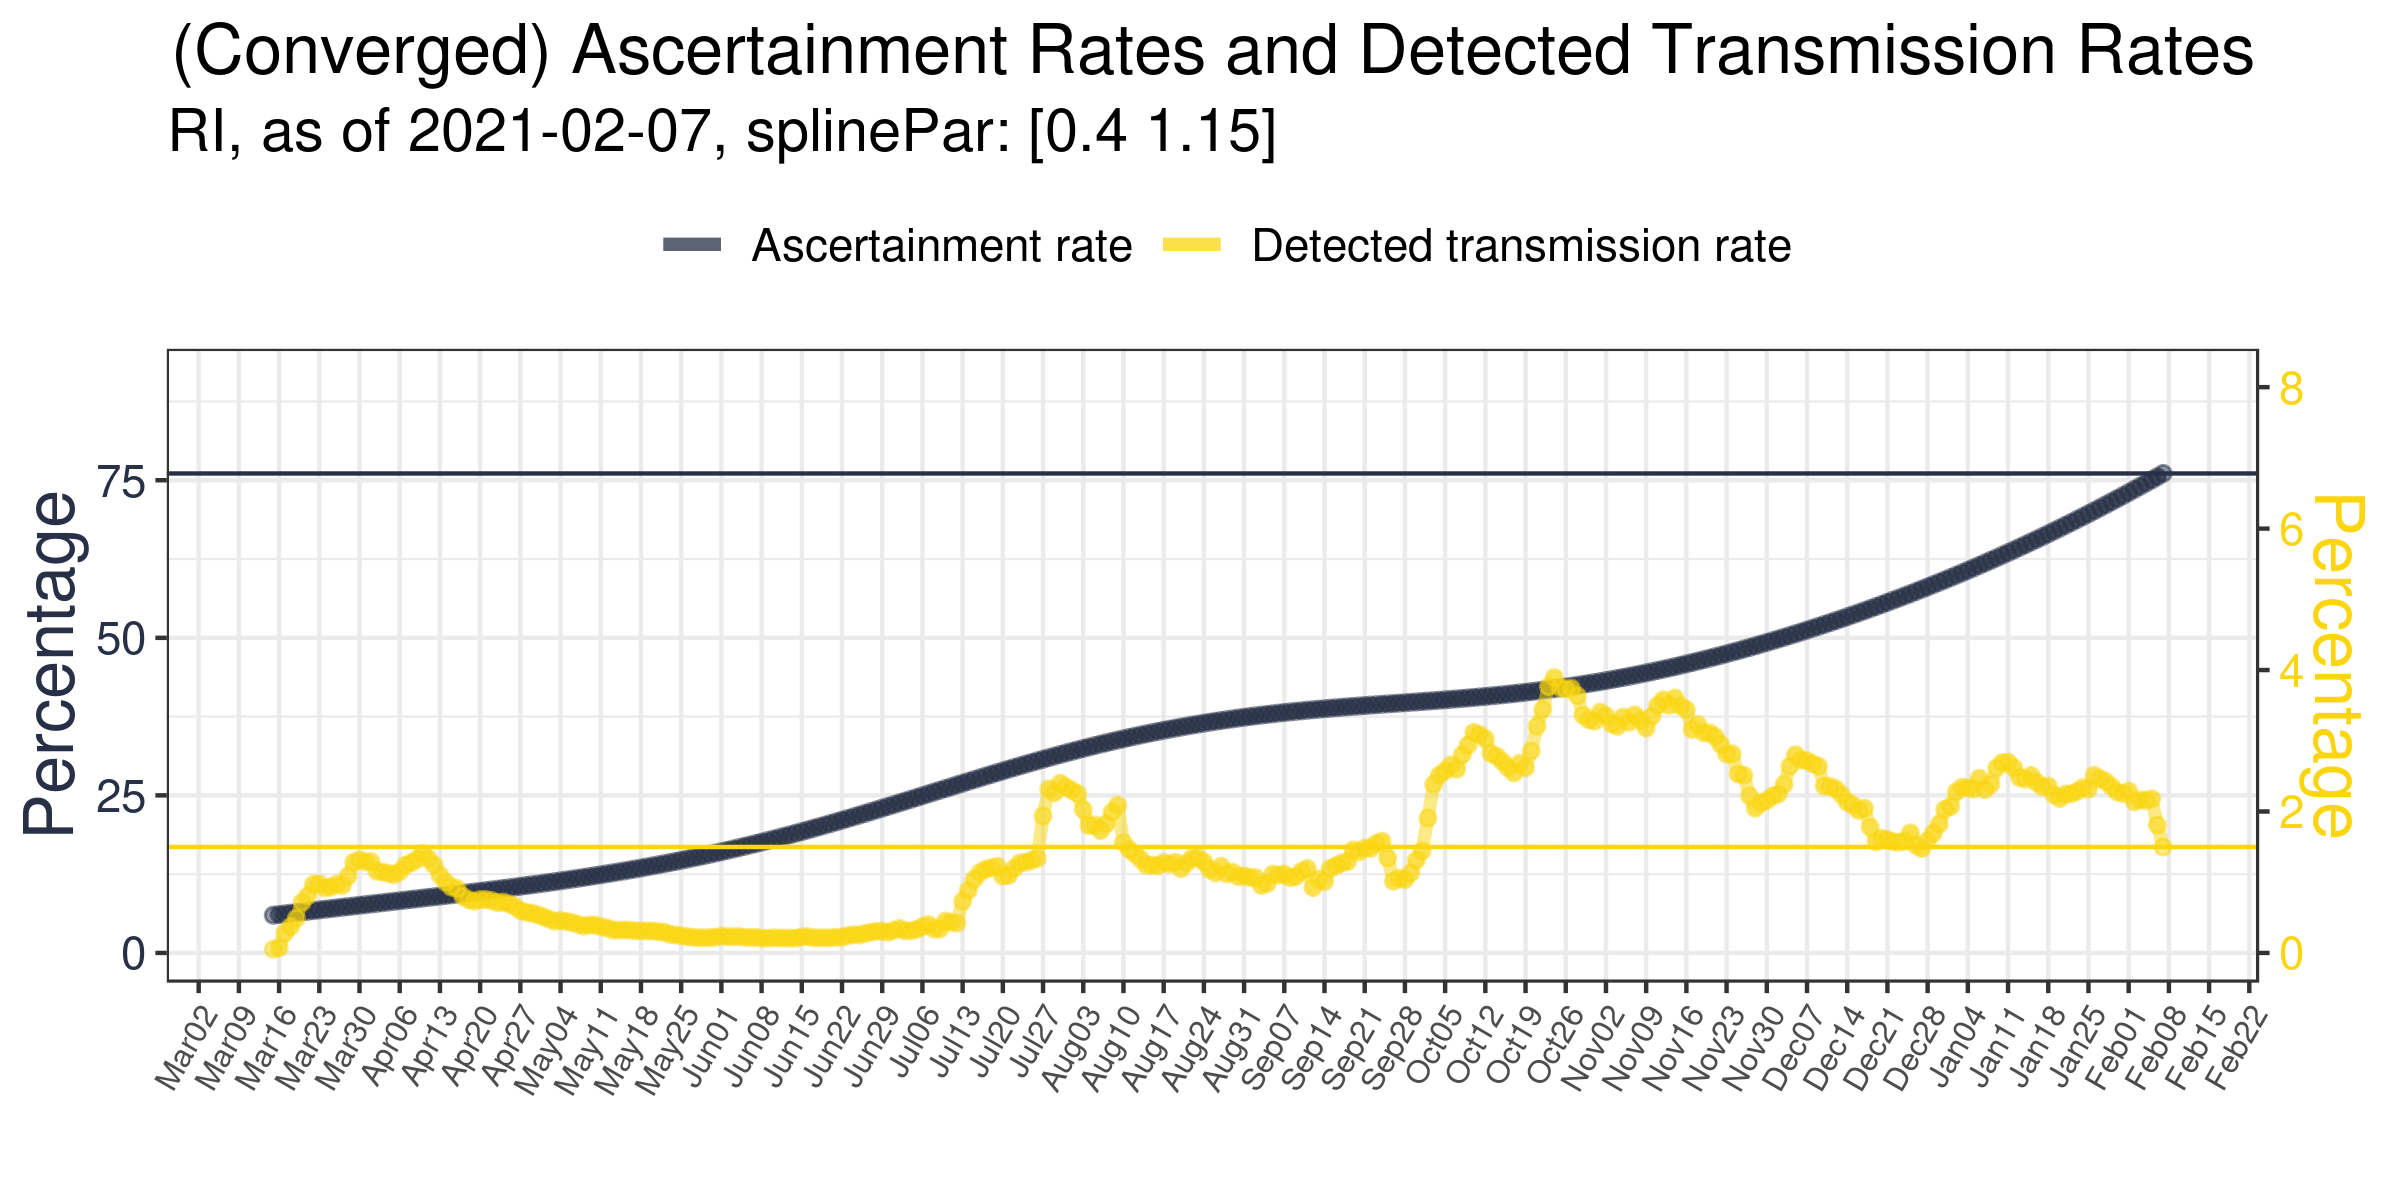 (Converged) Ascertainment Rates and Detected Transmission Rates
RI, as of 2021-02-07, splinePar: [0.4 1.15]
Ascertainment rate Detected transmission rate
Percentage
75
50
25
0
8
6
4
2
0
Percentage
Mar02 Mar09 Mar16 Mar23 Mar30 Apr06 Apr13 Apr20 Apr27 May04 May11 May18 May25 Jun01 Jun08 Jun15 Jun22 Jun29 Jul06 Jul13 Jul20 Jul27 Aug03 Aug10 Aug17 Aug24 Aug31 Sep07 Sep14 Sep21 Sep28 Oct05 Oct12 Oct19 Oct26 Nov02 Nov09 Nov16 Nov23 Nov30 Dec07 Dec14 Dec21 Dec28 Jan04 Jan11 Jan18 Jan25 Feb01 Feb08 Feb15 Feb22